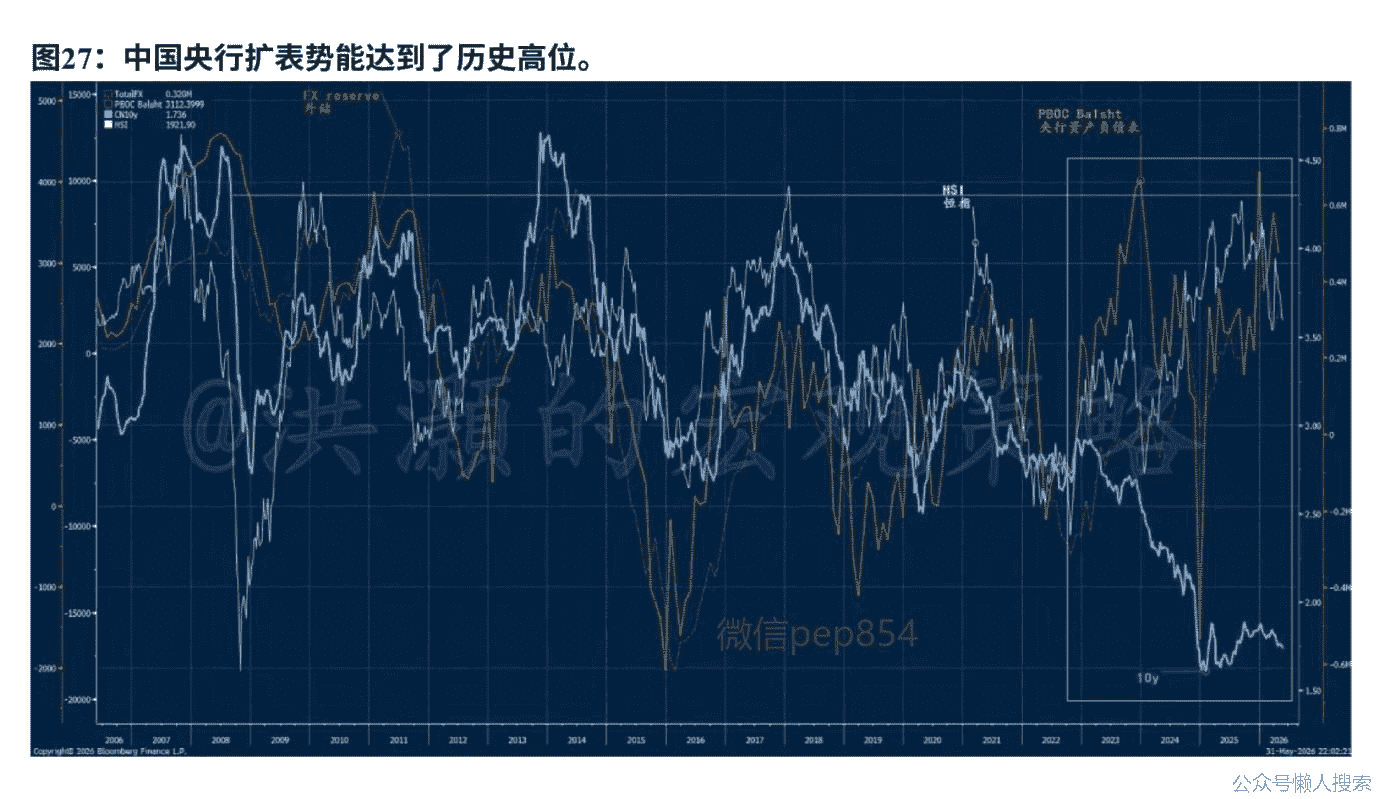 图27：中国央行扩表势能达到了历史高位。
TotalFX 0.320M
PBOC Balsht 3112.3999
CN10y 1.736
HSI 1921.90
FX reserve
外储
PBOC Balsht
央行资产负债表
HSI
恒指
10y
5000
4000
3000
2000
1000
0
-1000
-2000
15000
10000
5000
0
-5000
-10000
-15000
-20000
4.50
4.00
3.50
3.00
2.50
2.00
1.50
0.8M
0.6M
0.4M
0.2M
0
-0.2M
-0.4M
-0.6M
@洪灝的宏观策略
微信pep854
2006 2007 2008 2009 2010 2011 2012 2013 2014 2015 2016 2017 2018 2019 2020 2021 2022 2023 2024 2025 2026
Copyright© 2026 Bloomberg Finance L.P.
31-May-2026 22:02:21
公众号懒人搜索